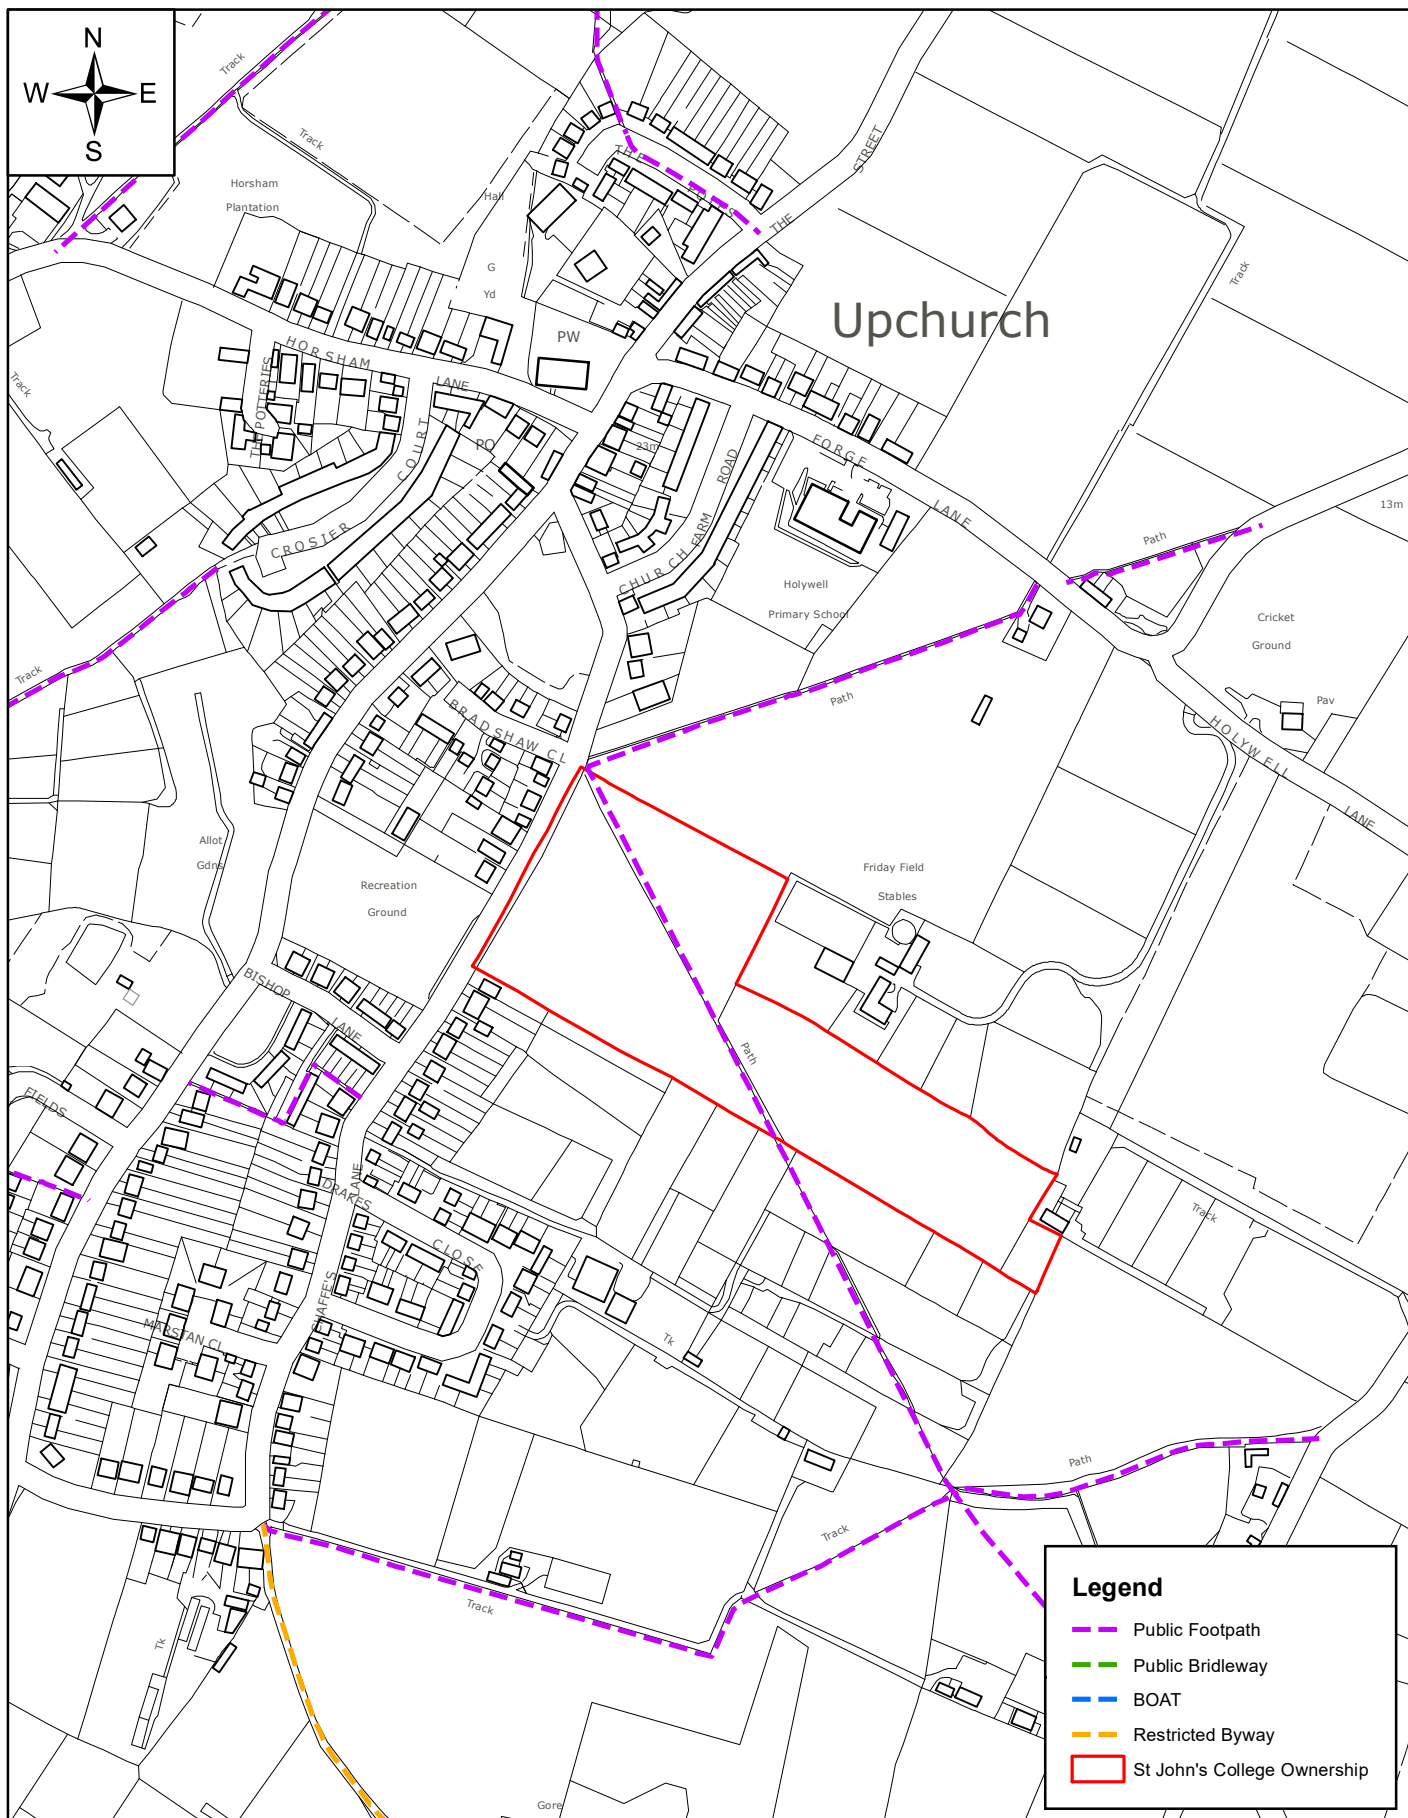 N
W E
S
Track
Track
Horsham
Plantation
Hall
G
Yd
THE
POLES
THE
STREET
Track
Upchurch
PW
HORSHAM
LANE
THE POTTERIES
Track
PO
COURT
CROSIER
23m
ROAD
FARM
CHURCH
FORGE
LANE
13m
Path
Holywell
Primary School
Cricket
Ground
Track
Path
Pav
BRADSHAW CL
HOLYWELL
LANE
Allot
Gdns
Recreation
Ground
Friday Field
Stables
BISHOP
LANE
Path
FIELDS
LANE
DRAKES
CLOSE
CHAFFE'S
MARSTAN CL
Track
Tk
Path
Track
Track
Tk
Gore
Legend
Public Footpath
Public Bridleway
BOAT
Restricted Byway
St John's College Ownership